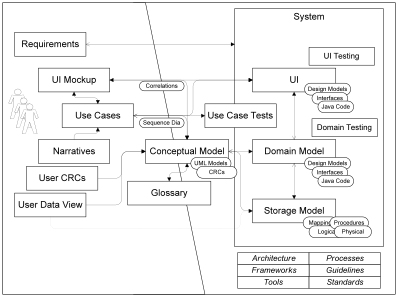 System
Requirements
UI Testing
UI Mockup
Correlations
UI
Design Models
Interfaces
Java Code
Use Cases
Sequence Dia
Use Case Tests
Domain Testing
Narratives
Conceptual Model
UML Models
CRCs
Domain Model
Design Models
Interfaces
Java Code
User CRCs
Glossary
User Data View
Storage Model
Mapping
Procedures
Logical
Physical
Architecture
Processes
Frameworks
Guidelines
Tools
Standards